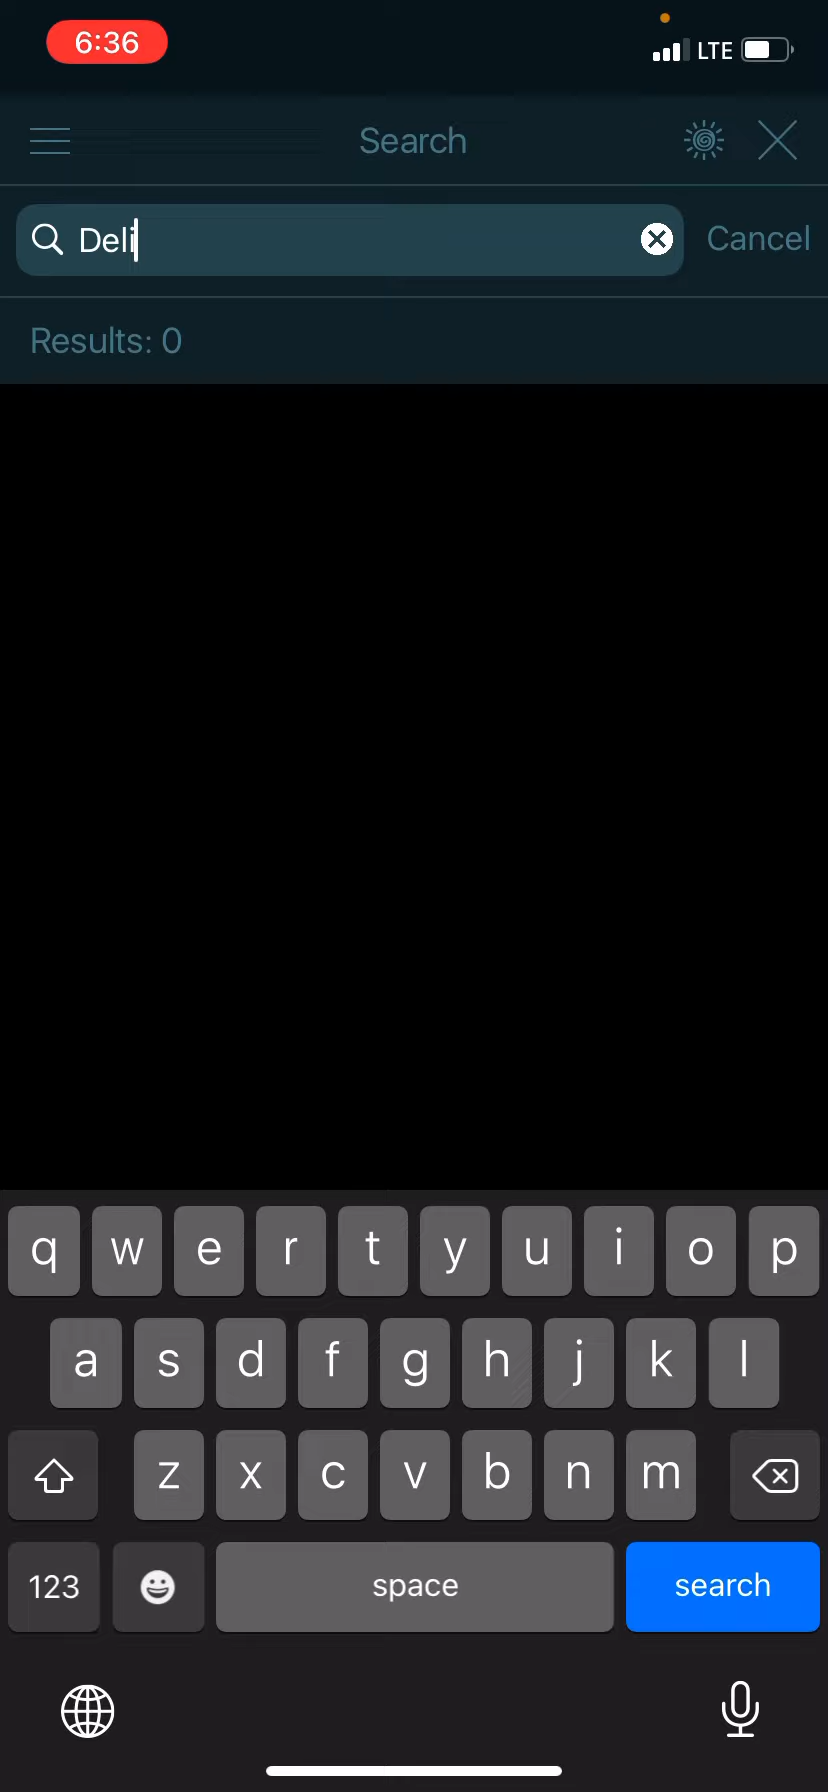 6:36
LTE
Search
Deli
Cancel
Results: 0
q w e r t y u i o p
a s d f g h j k l
z x c v b n m
123 space search